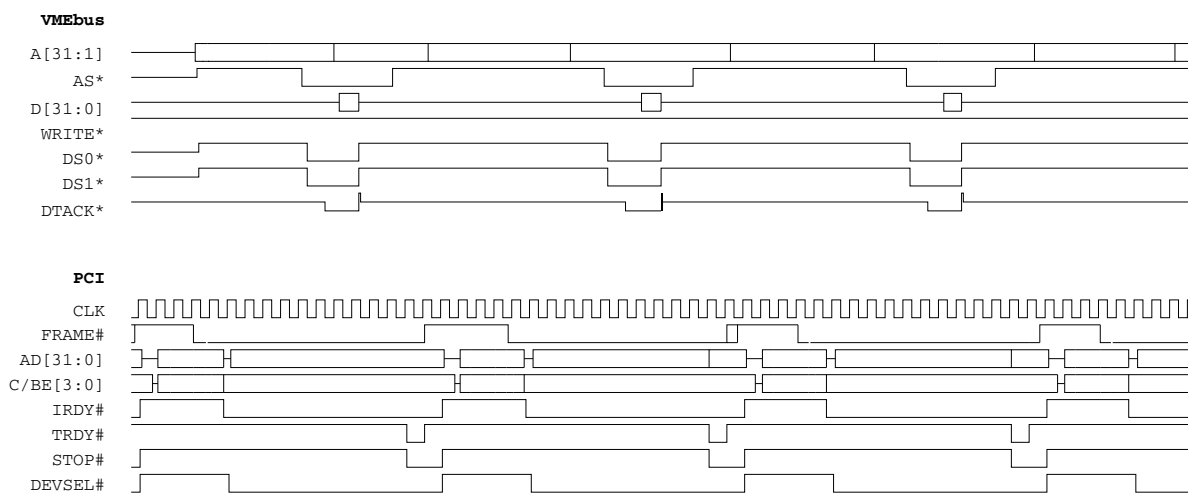 VMEbus
A[31:1]
AS*
D[31:0]
WRITE*
DS0*
DS1*
DTACK*
PCI
CLK
FRAME#
AD[31:0]
C/BE[3:0]
IRDY#
TRDY#
STOP#
DEVSEL#